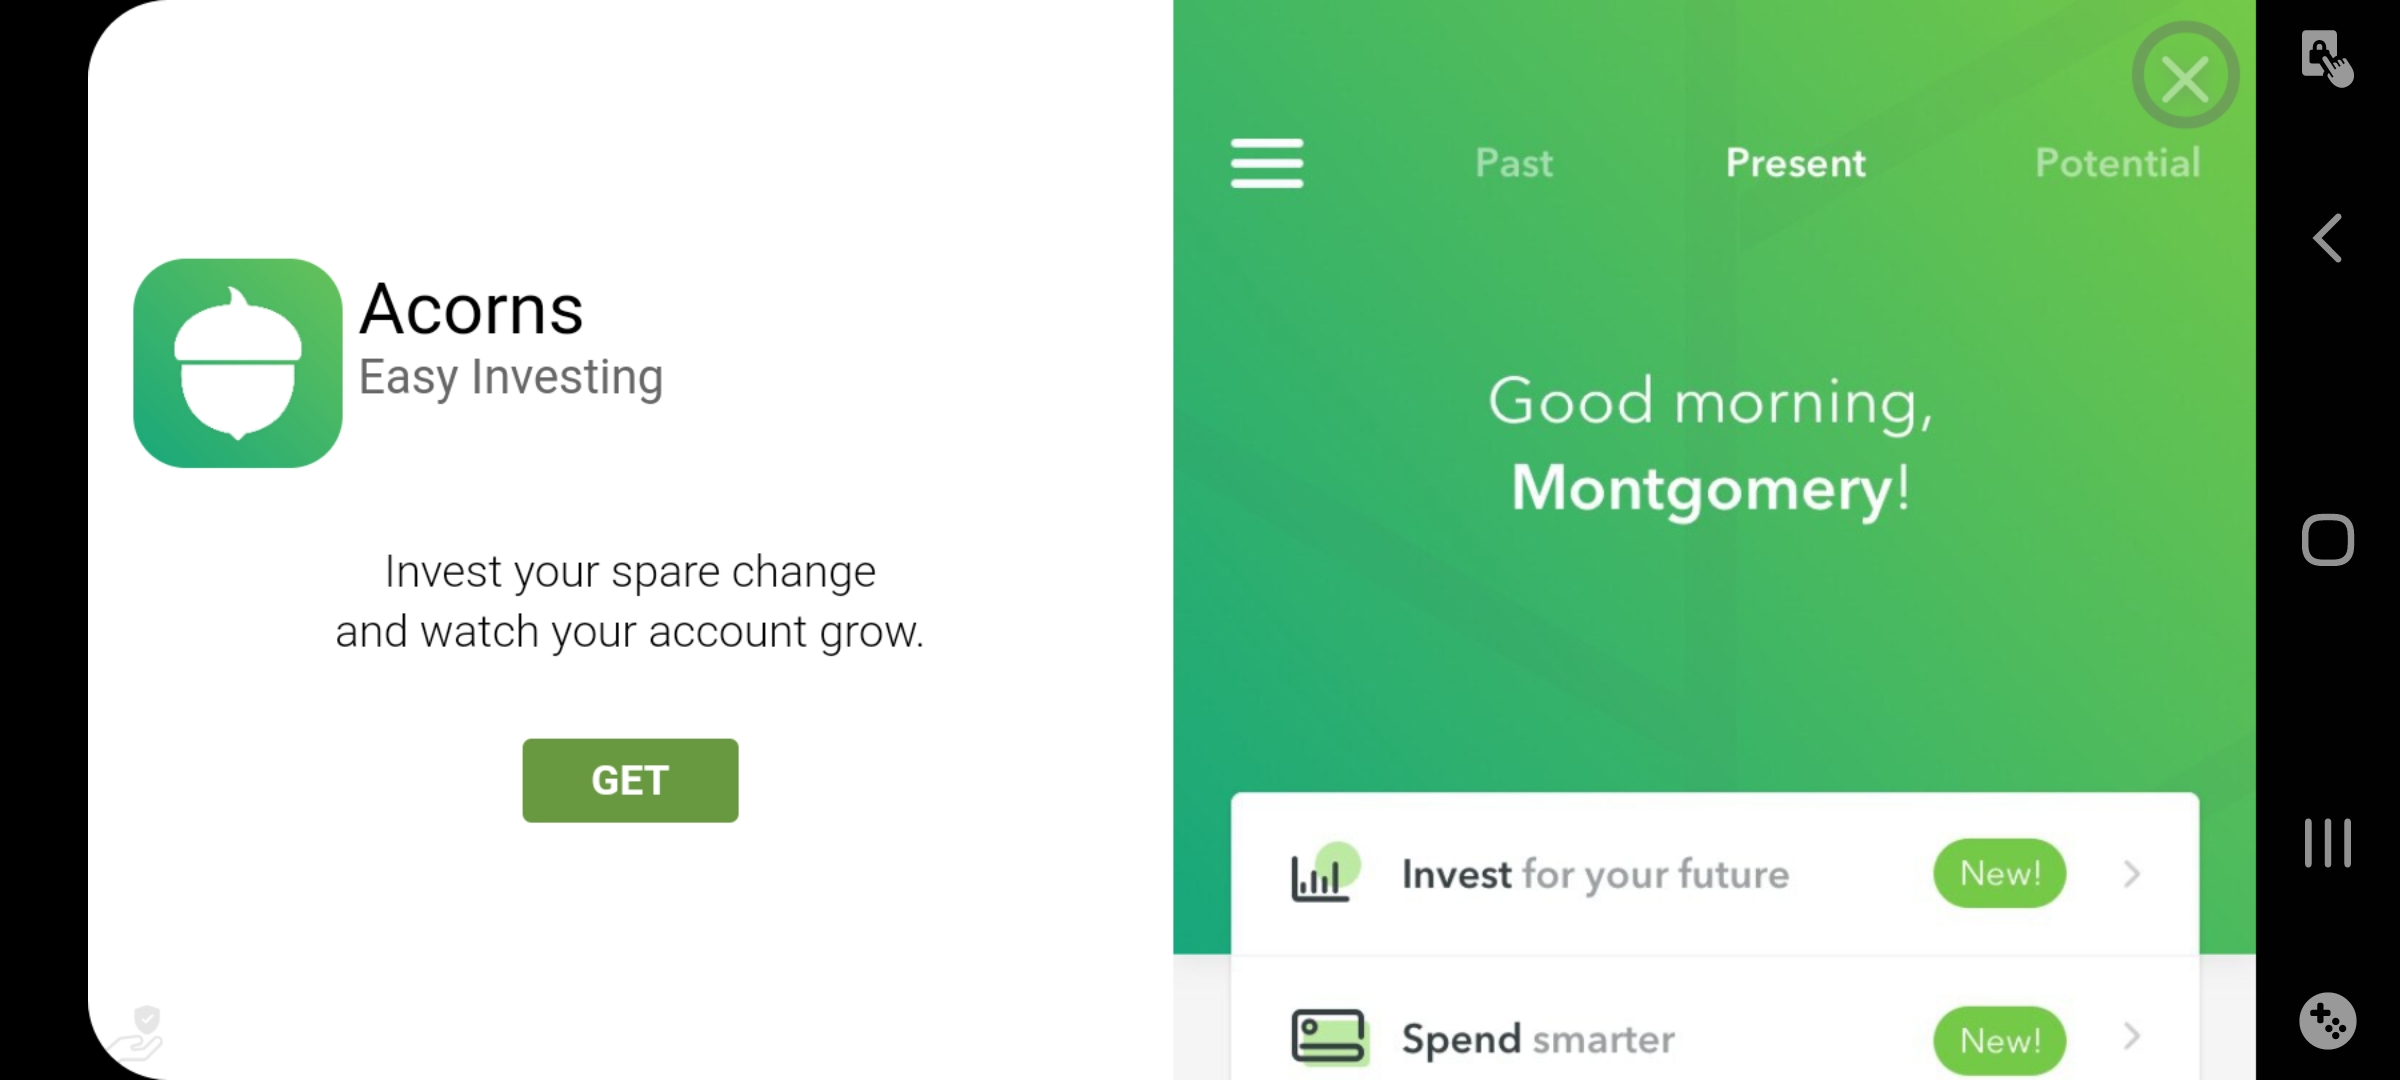 Acorns
Easy Investing
Invest your spare change
and watch your account grow.
GET
Past Present Potential
Good morning,
Montgomery!
Invest for your future New!
Spend smarter New!